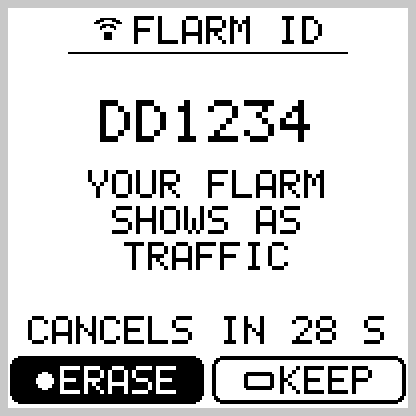 FLARM ID
DD1234
YOUR FLARM
SHOWS AS
TRAFFIC
CANCELS IN 28 S
ERASE
KEEP